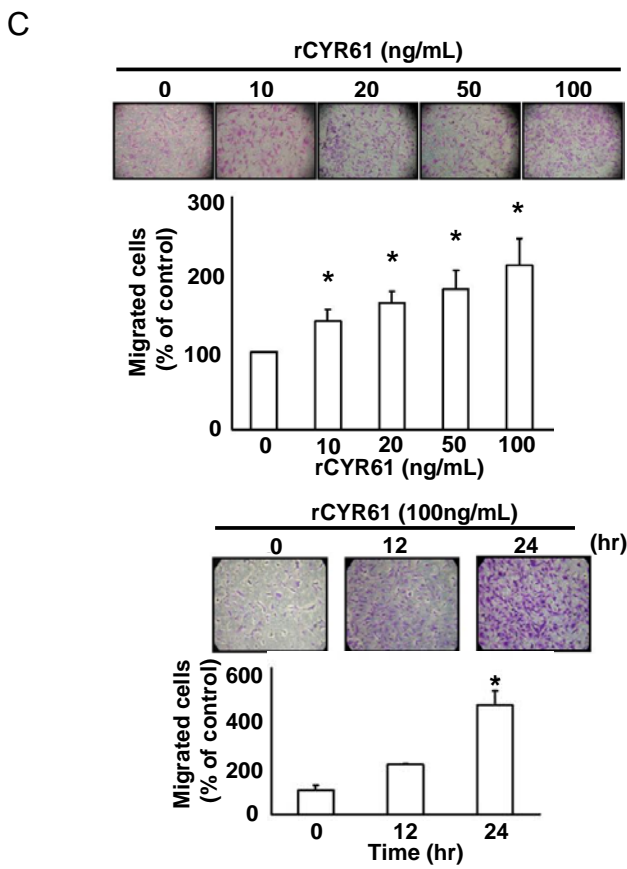 C
rCYR61 (ng/mL)
0 10 20 50 100
Migrated cells
(% of control)
300
200
100
0
* * * *
0 10 20 50 100
rCYR61 (ng/mL)
rCYR61 (100ng/mL)
0 12 24 (hr)
Migrated cells
(% of control)
600
400
200
0
*
0 12 24
Time (hr)